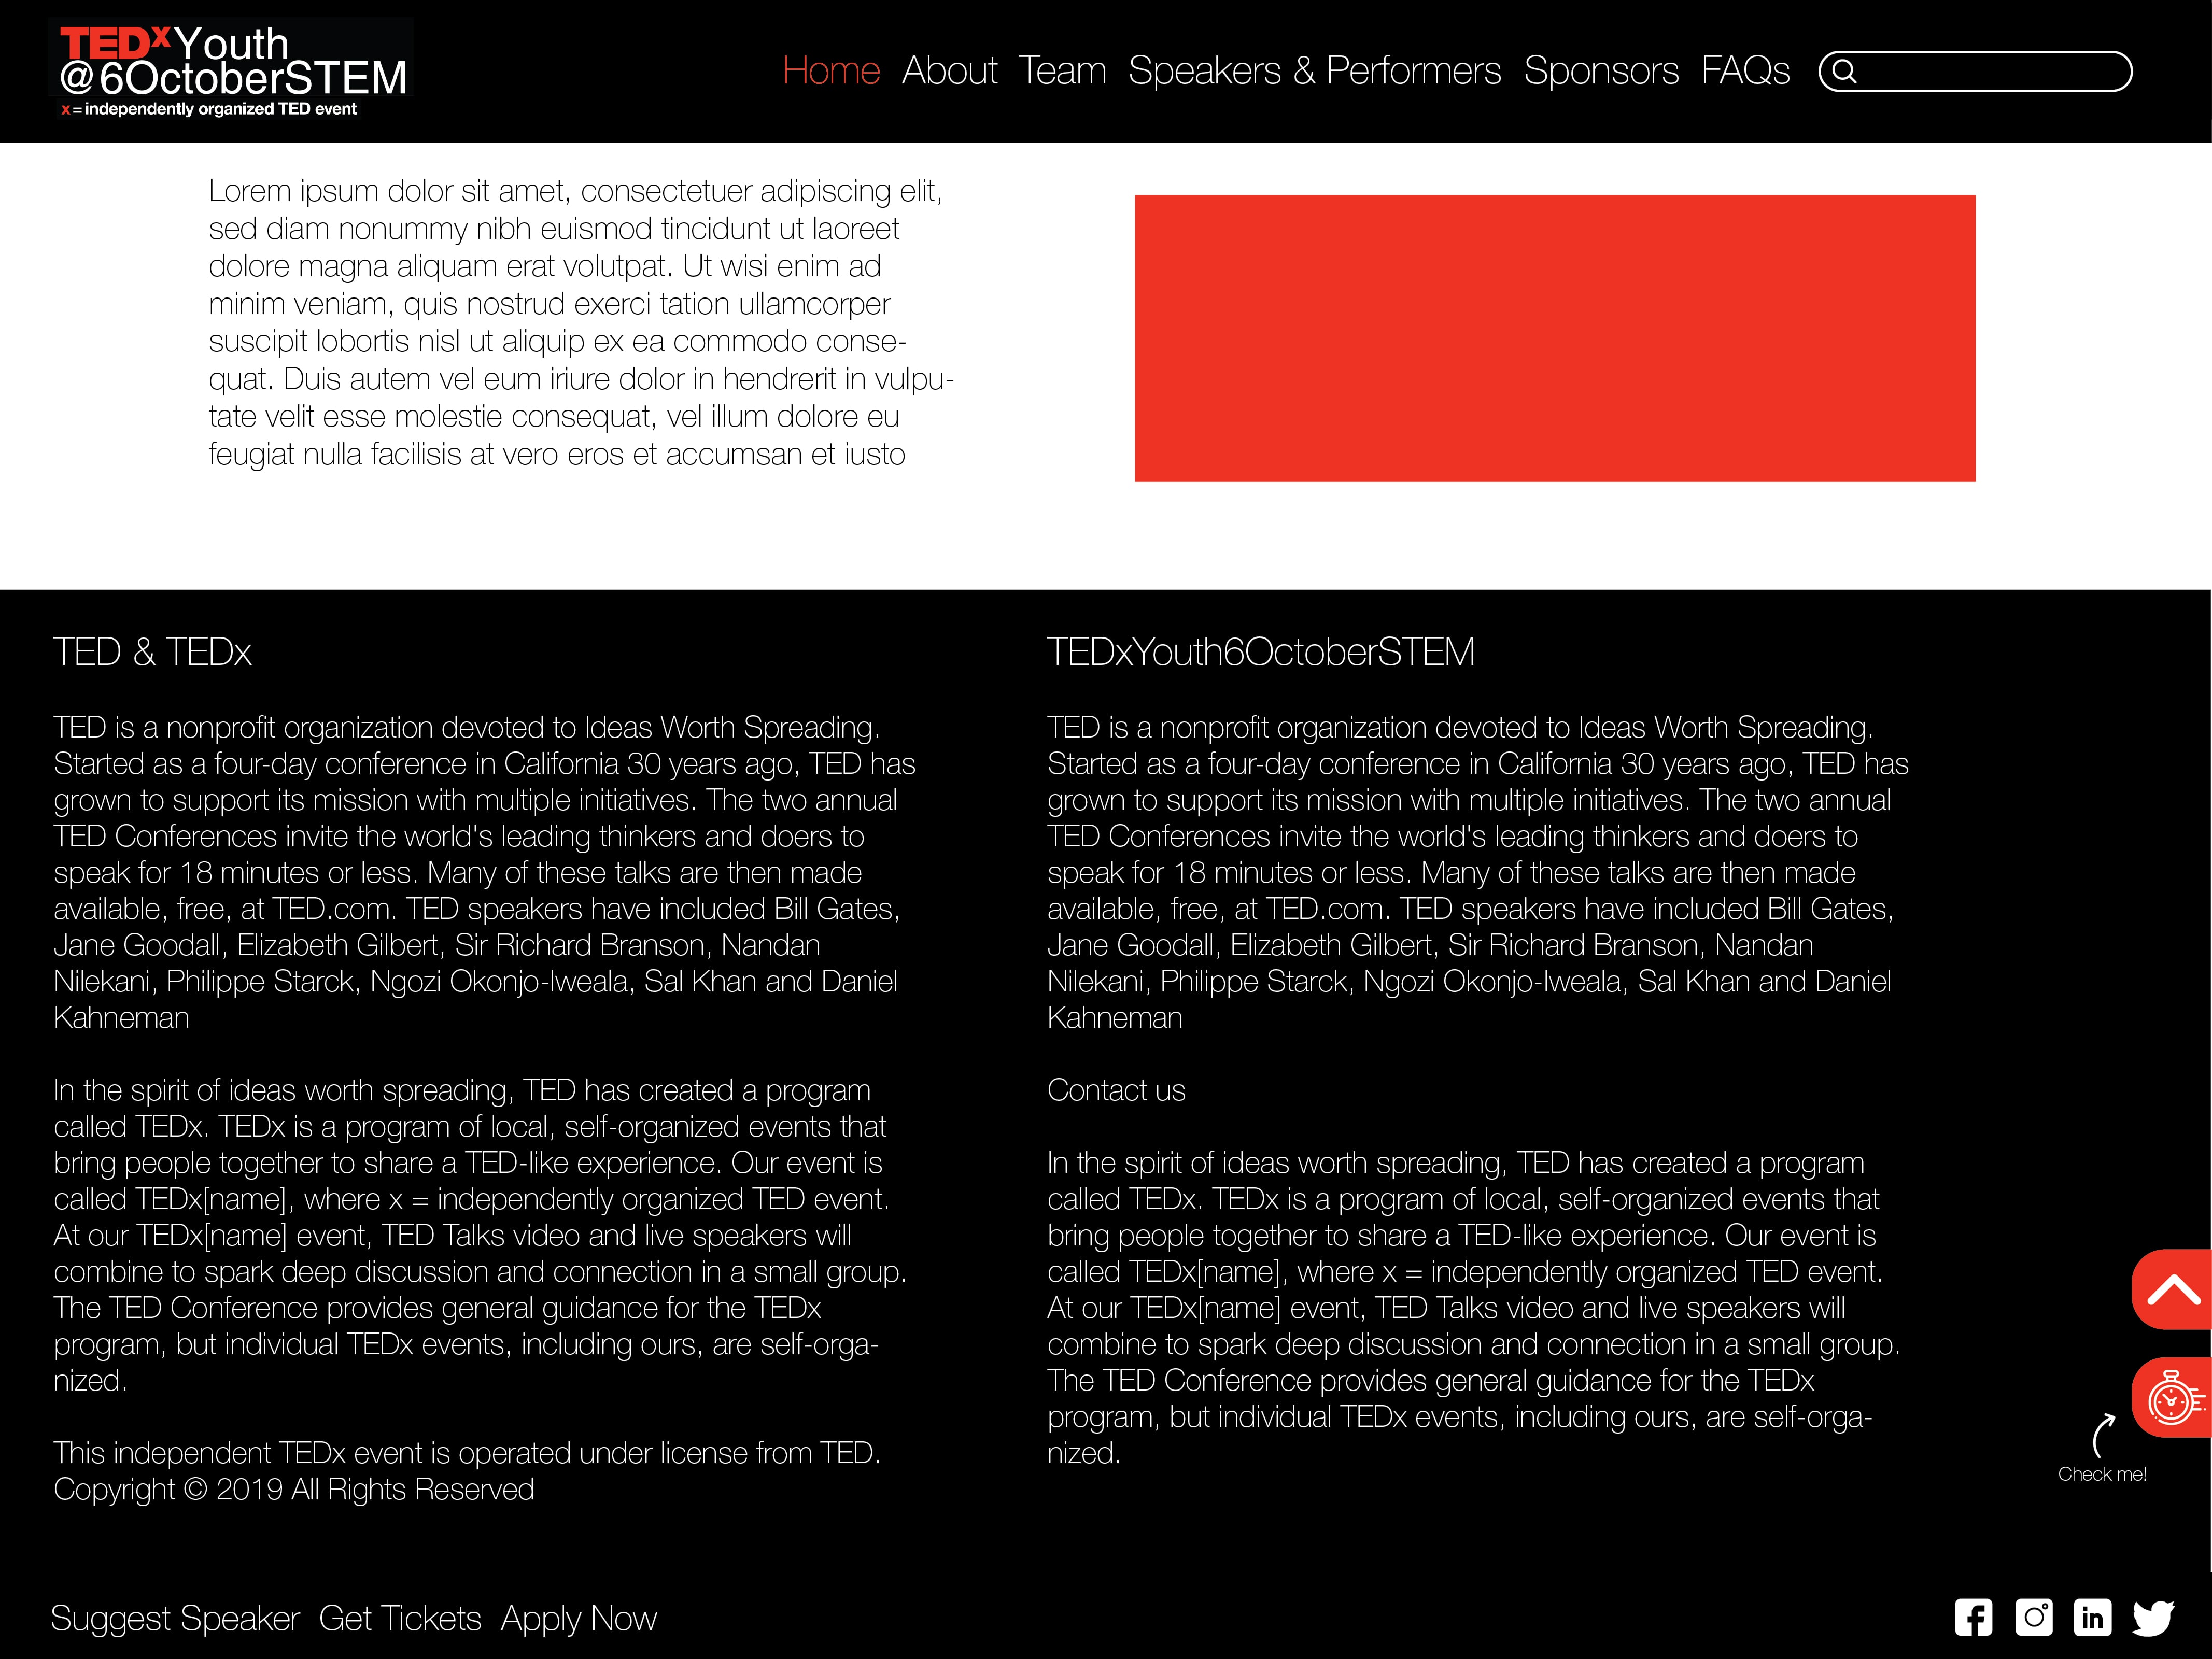 TEDxYouth
@6OctoberSTEM
x = independently organized TED event
Home About Team Speakers & Performers Sponsors FAQs
Lorem ipsum dolor sit amet, consectetuer adipiscing elit,
sed diam nonummy nibh euismod tincidunt ut laoreet
dolore magna aliquam erat volutpat. Ut wisi enim ad
minim veniam, quis nostrud exerci tation ullamcorper
suscipit lobortis nisl ut aliquip ex ea commodo conse-
quat. Duis autem vel eum iriure dolor in hendrerit in vulpu-
tate velit esse molestie consequat, vel illum dolore eu
feugiat nulla facilisis at vero eros et accumsan et iusto
TED & TEDx
TED is a nonprofit organization devoted to Ideas Worth Spreading.
Started as a four-day conference in California 30 years ago, TED has
grown to support its mission with multiple initiatives. The two annual
TED Conferences invite the world's leading thinkers and doers to
speak for 18 minutes or less. Many of these talks are then made
available, free, at TED.com. TED speakers have included Bill Gates,
Jane Goodall, Elizabeth Gilbert, Sir Richard Branson, Nandan
Nilekani, Philippe Starck, Ngozi Okonjo-Iweala, Sal Khan and Daniel
Kahneman
In the spirit of ideas worth spreading, TED has created a program
called TEDx. TEDx is a program of local, self-organized events that
bring people together to share a TED-like experience. Our event is
called TEDx[name], where x = independently organized TED event.
At our TEDx[name] event, TED Talks video and live speakers will
combine to spark deep discussion and connection in a small group.
The TED Conference provides general guidance for the TEDx
program, but individual TEDx events, including ours, are self-orga-
nized.
This independent TEDx event is operated under license from TED.
Copyright © 2019 All Rights Reserved
TEDxYouth6OctoberSTEM
TED is a nonprofit organization devoted to Ideas Worth Spreading.
Started as a four-day conference in California 30 years ago, TED has
grown to support its mission with multiple initiatives. The two annual
TED Conferences invite the world's leading thinkers and doers to
speak for 18 minutes or less. Many of these talks are then made
available, free, at TED.com. TED speakers have included Bill Gates,
Jane Goodall, Elizabeth Gilbert, Sir Richard Branson, Nandan
Nilekani, Philippe Starck, Ngozi Okonjo-Iweala, Sal Khan and Daniel
Kahneman
Contact us
In the spirit of ideas worth spreading, TED has created a program
called TEDx. TEDx is a program of local, self-organized events that
bring people together to share a TED-like experience. Our event is
called TEDx[name], where x = independently organized TED event.
At our TEDx[name] event, TED Talks video and live speakers will
combine to spark deep discussion and connection in a small group.
The TED Conference provides general guidance for the TEDx
program, but individual TEDx events, including ours, are self-orga-
nized.
Check me!
Suggest Speaker Get Tickets Apply Now